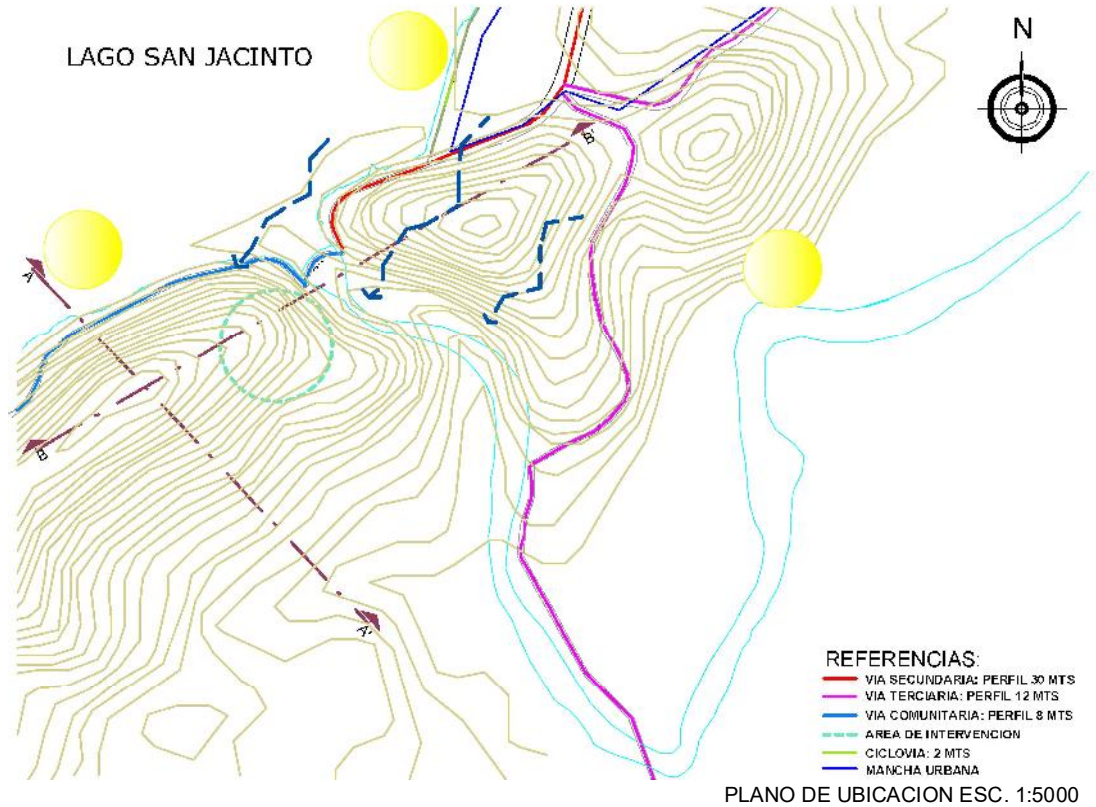 LAGO SAN JACINTO
N
A
B'
B
A'
REFERENCIAS:
VIA SECUNDARIA: PERFIL 30 MTS
VIA TERCIARIA: PERFIL 12 MTS
VIA COMUNITARIA: PERFIL 8 MTS
AREA DE INTERVENCION
CICLOVIA: 2 MTS
MANCHA URBANA
PLANO DE UBICACION ESC. 1:5000